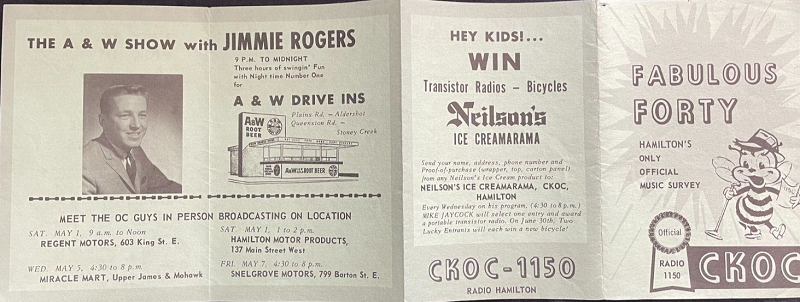 THE A & W SHOW with JIMMIE ROGERS
9 P.M. TO MIDNIGHT
Three hours of swingin' Fun
with Night time Number One
for
A & W DRIVE INS
Plains Rd. - Aldershot
Queenston Rd. -
Stoney Creek
A&W
ROOT
BEER
A&W ROOT BEER
MEET THE OC GUYS IN PERSON BROADCASTING ON LOCATION
SAT. MAY 1, 9 a.m. to Noon
REGENT MOTORS, 603 King St. E.
WED. MAY 5, 4:30 to 8 p.m.
MIRACLE MART, Upper James & Mohawk
SAT. MAY 1, 1 to 2 p.m.
HAMILTON MOTOR PRODUCTS,
137 Main Street West
FRI. MAY 7, 4:30 to 8 p.m.
SNELGROVE MOTORS, 799 Barton St. E.
HEY KIDS!...
WIN
Transistor Radios - Bicycles
Neilson's
ICE CREAMARAMA
Send your name, address, phone number and
Proof-of-purchase (wrapper, top, carton panel)
from any Neilson's Ice Cream product to:
NEILSON'S ICE CREAMARAMA, CKOC,
HAMILTON
Every Wednesday on his program, (4:30 to 8 p.m.)
MIKE JAYCOCK will select one entry and award
a portable transistor radio. On June 30th, Two
Lucky Entrants will each win a new bicycle!
CKOC-1150
RADIO HAMILTON
FABULOUS
FORTY
HAMILTON'S
ONLY
OFFICIAL
MUSIC SURVEY
Official
RADIO
1150
CKOC